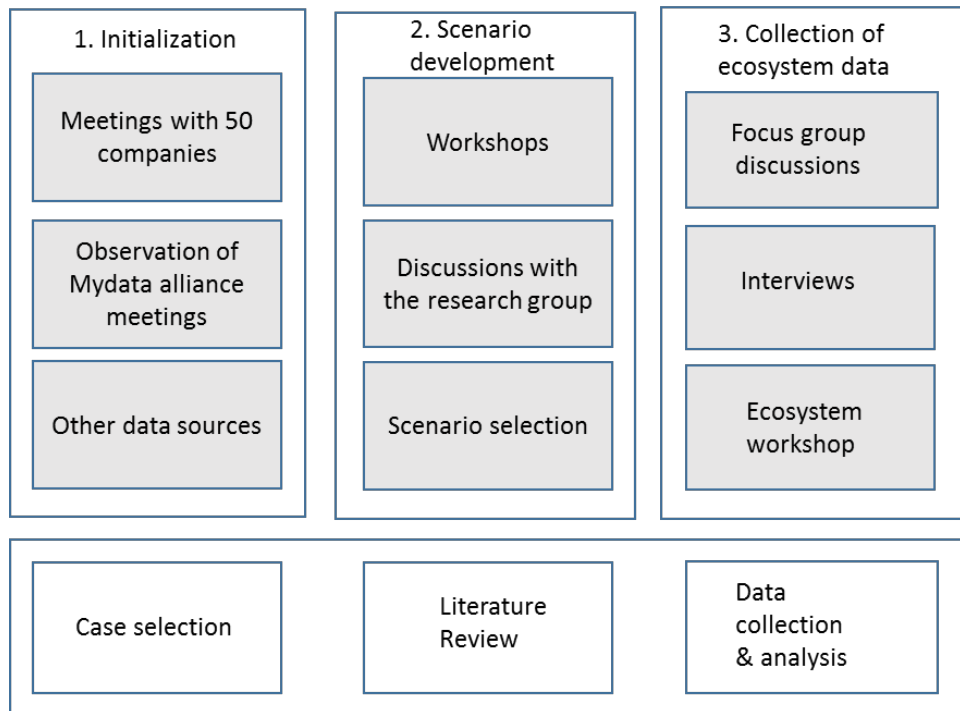 1. Initialization
Meetings with 50
companies
Observation of
Mydata alliance
meetings
Other data sources
2. Scenario
development
Workshops
Discussions with
the research group
Scenario selection
3. Collection of
ecosystem data
Focus group
discussions
Interviews
Ecosystem
workshop
Case selection
Literature
Review
Data
collection
& analysis